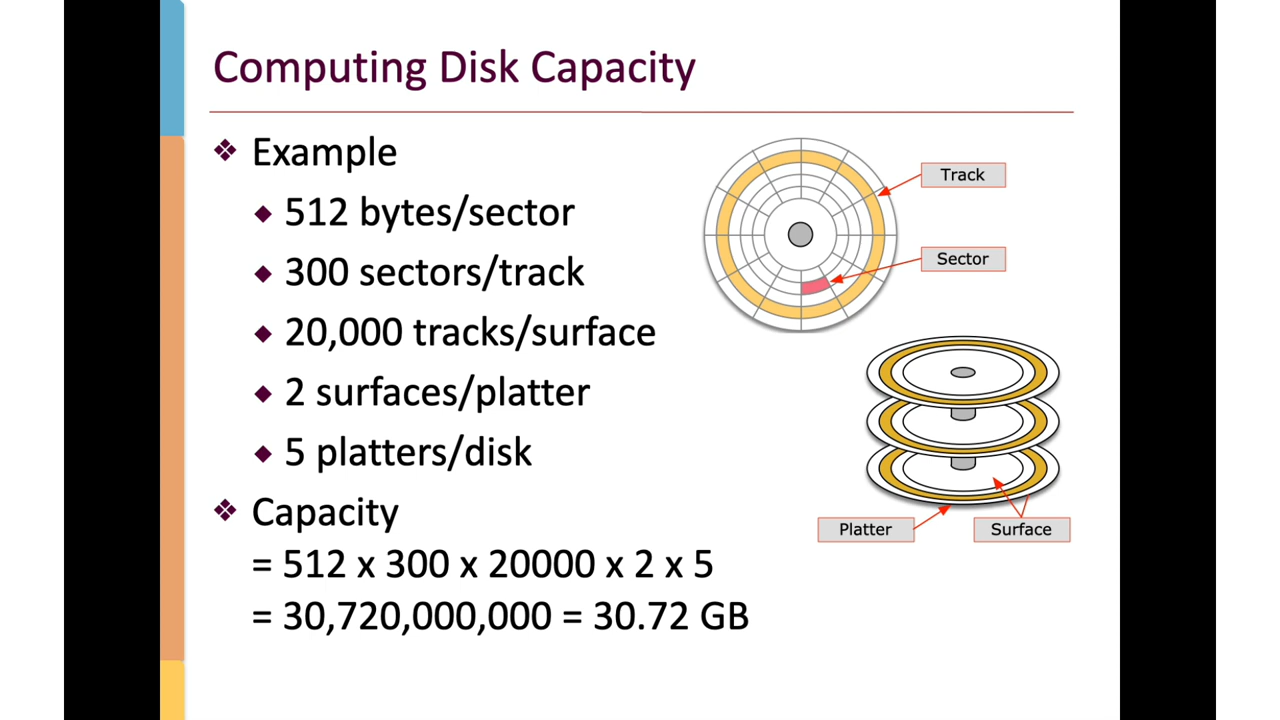 Computing Disk Capacity
❖ Example
◆ 512 bytes/sector
◆ 300 sectors/track
◆ 20,000 tracks/surface
◆ 2 surfaces/platter
◆ 5 platters/disk
❖ Capacity
= 512 x 300 x 20000 x 2 x 5
= 30,720,000,000 = 30.72 GB
Track
Sector
Platter
Surface